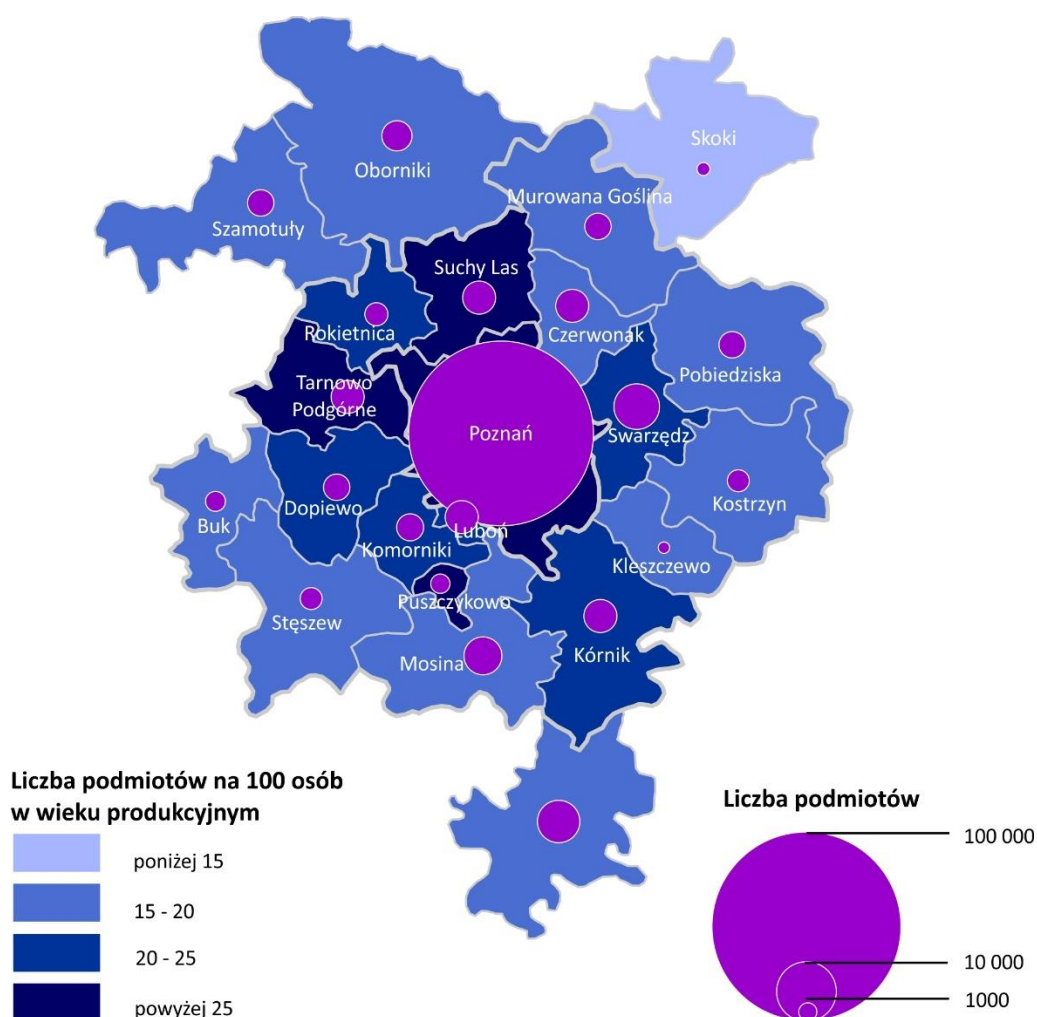 Skoki
Oborniki
Murowana Goślina
Szamotuły
Suchy Las
Rokietnica
Czerwonak
Pobiedziska
Tarnowo
Podgórne
Poznań
Swarzędz
Kostrzyn
Dopiewo
Buk
Luboń
Komorniki
Kleszczewo
Puszczykowo
Stęszew
Kórnik
Mosina
Liczba podmiotów na 100 osób
w wieku produkcyjnym
poniżej 15
15 - 20
20 - 25
powyżej 25
Liczba podmiotów
100 000
10 000
1000